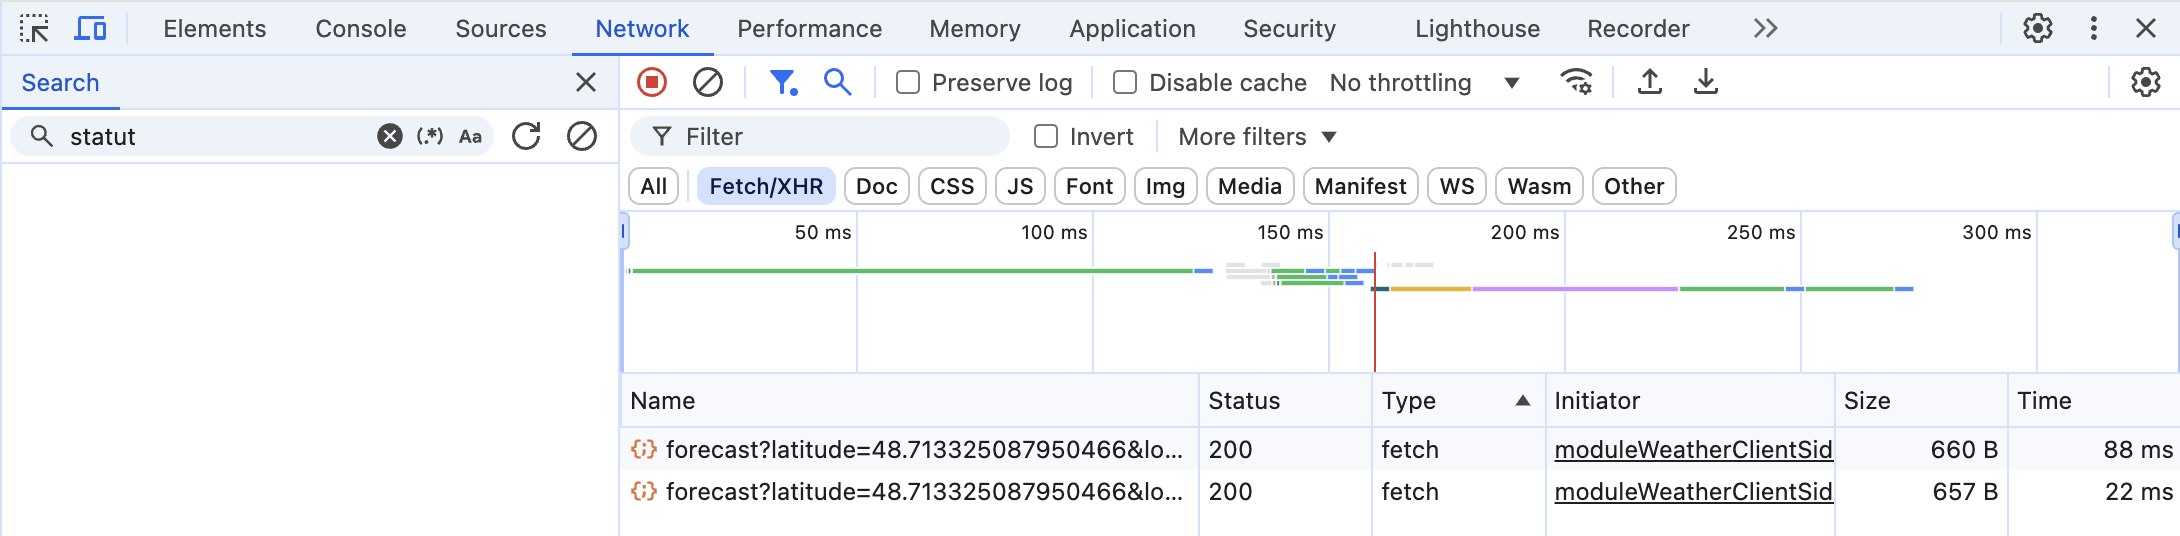 Elements Console Sources Network Performance Memory Application Security Lighthouse Recorder
Search
Preserve log Disable cache No throttling
statut (.*) Aa
Filter Invert More filters
All Fetch/XHR Doc CSS JS Font Img Media Manifest WS Wasm Other
50 ms 100 ms 150 ms 200 ms 250 ms 300 ms
Name Status Type Initiator Size Time
forecast?latitude=48.713325087950466&lo... 200 fetch moduleWeatherClientSid 660 B 88 ms
forecast?latitude=48.713325087950466&lo... 200 fetch moduleWeatherClientSid 657 B 22 ms